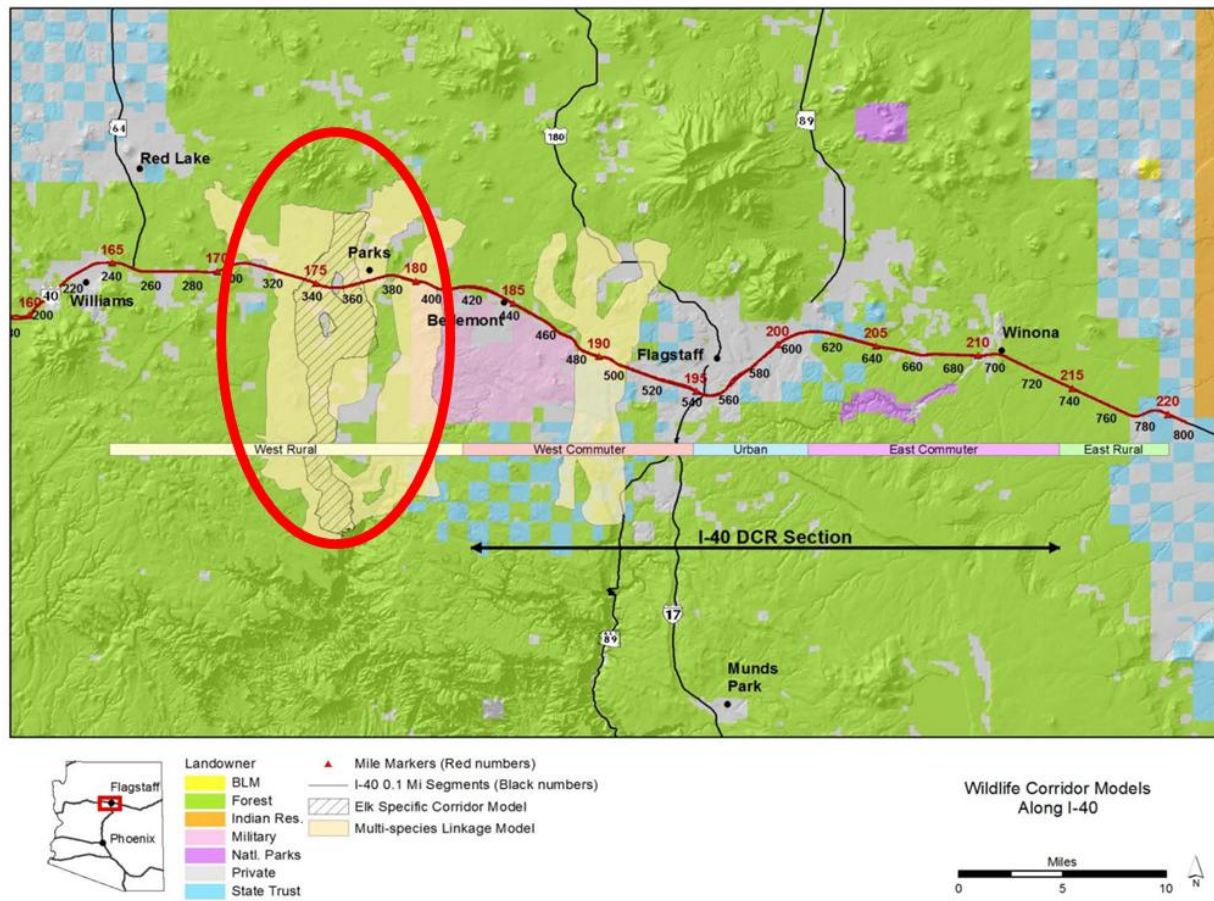 64
180
89
Red Lake
Parks
165
170
175
180
185
190
195
200
205
210
215
220
160
40
Williams
Bellemont
Flagstaff
Winona
200
220
240
260
280
320
340
360
380
400
420
440
460
480
500
520
540
560
580
600
620
640
660
680
700
720
740
760
780
800
West Rural
West Commuter
Urban
East Commuter
East Rural
I-40 DCR Section
17
89
Munds
Park
Flagstaff
Phoenix
Landowner
BLM
Forest
Indian Res.
Military
Natl. Parks
Private
State Trust
Mile Markers (Red numbers)
I-40 0.1 Mi Segments (Black numbers)
Elk Specific Corridor Model
Multi-species Linkage Model
Wildlife Corridor Models
Along I-40
Miles
0 5 10
N